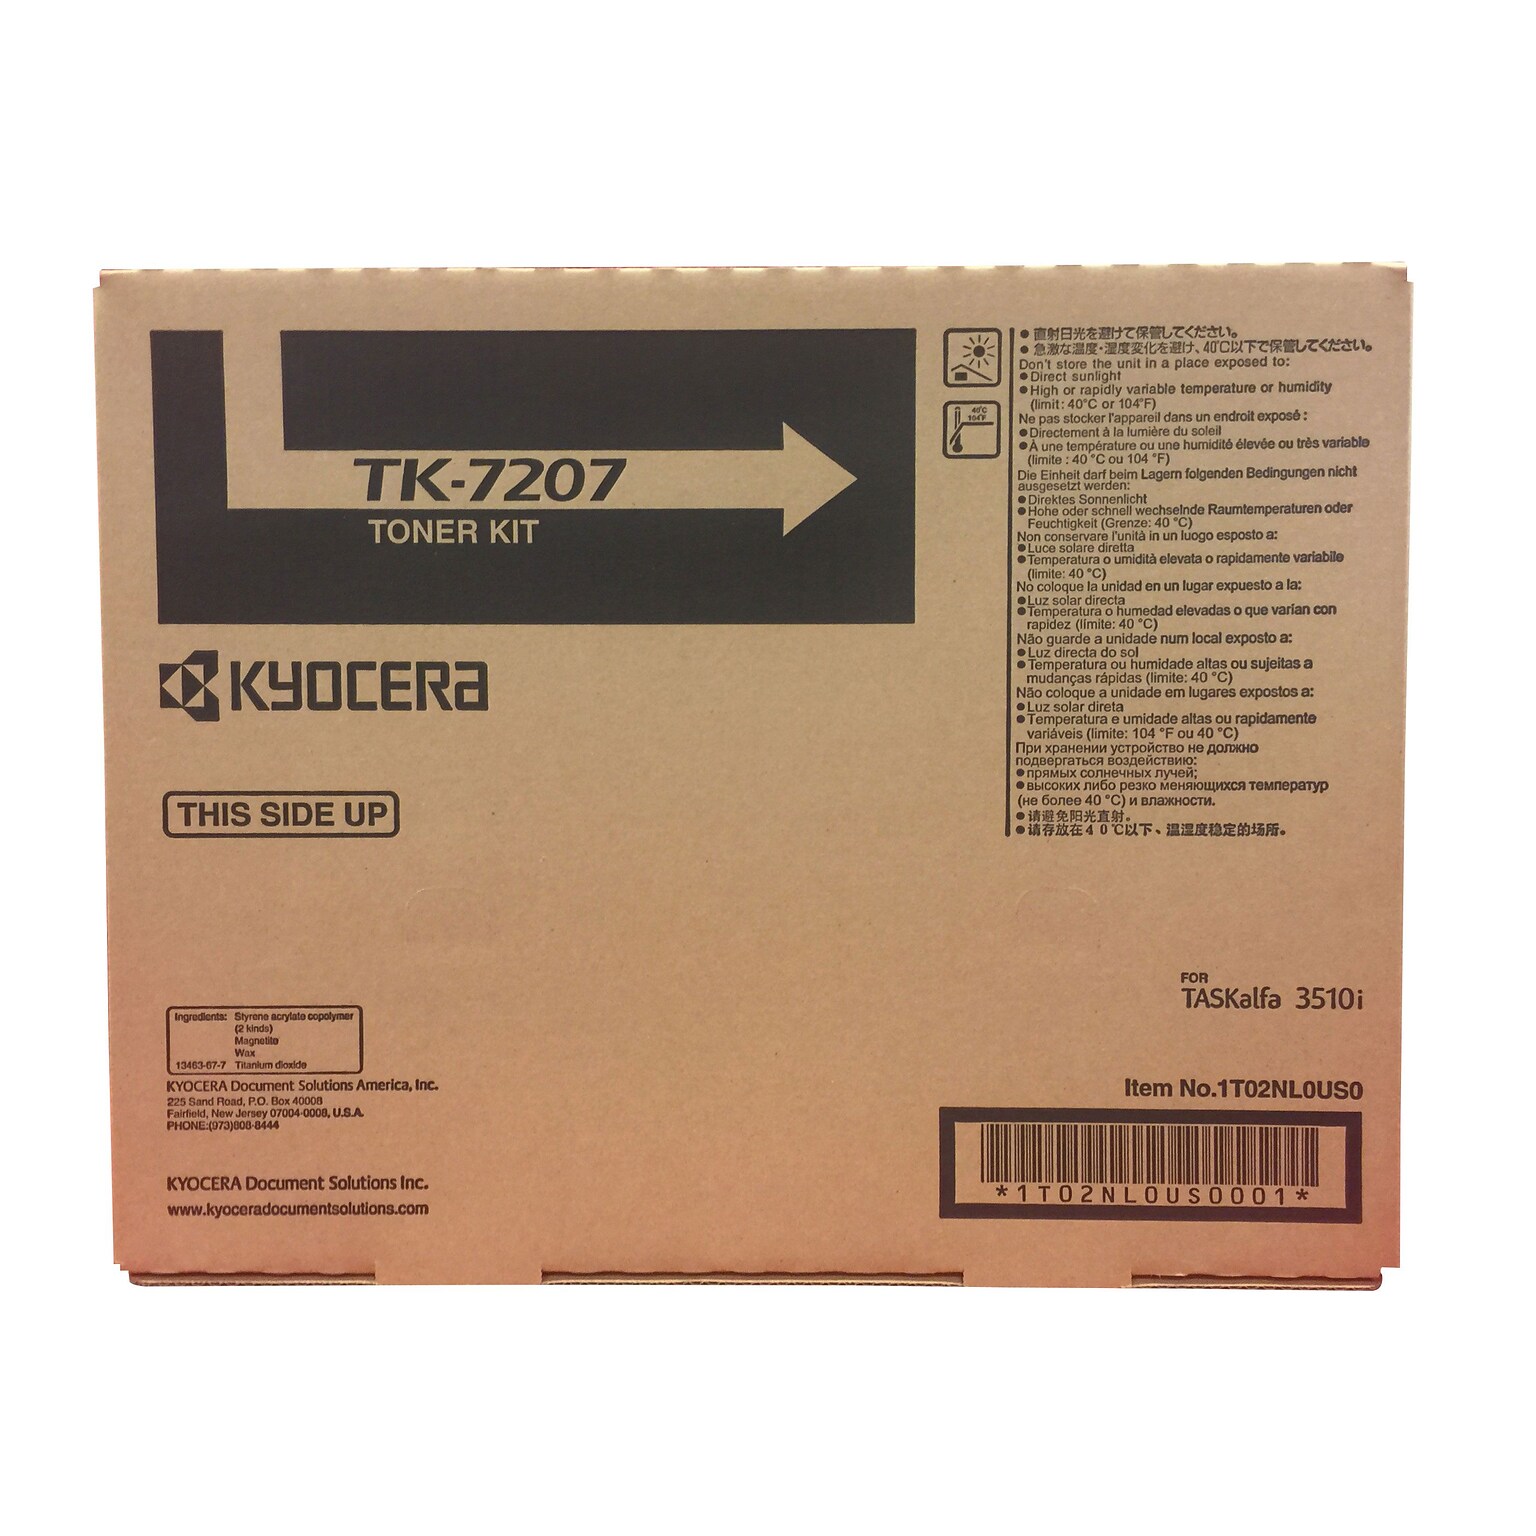 TK-7207
TONER KIT
KYOCERA
THIS SIDE UP
40℃
104℉
● 直射日光を避けて保管してください。
● 急激な温度・湿度変化を避け、40℃以下で保管してください。
Don't store the unit in a place exposed to:
● Direct sunlight
● High or rapidly variable temperature or humidity
(limit: 40°C or 104°F)
Ne pas stocker l'appareil dans un endroit exposé :
● Directement à la lumière du soleil
● À une température ou une humidité élevée ou très variable
(limite : 40 °C ou 104 °F)
Die Einheit darf beim Lagern folgenden Bedingungen nicht
ausgesetzt werden:
● Direktes Sonnenlicht
● Hohe oder schnell wechselnde Raumtemperaturen oder
Feuchtigkeit (Grenze: 40 °C)
Non conservare l'unità in un luogo esposto a:
● Luce solare diretta
● Temperatura o umidità elevata o rapidamente variabile
(limite: 40 °C)
No coloque la unidad en un lugar expuesto a la:
● Luz solar directa
● Temperatura o humedad elevadas o que varían con
rapidez (límite: 40 °C)
Não guarde a unidade num local exposto a:
● Luz directa do sol
● Temperatura ou humidade altas ou sujeitas a
mudanças rápidas (limite: 40 °C)
Não coloque a unidade em lugares expostos a:
● Luz solar direta
● Temperatura e umidade altas ou rapidamente
variáveis (limite: 104 °F ou 40 °C)
При хранении устройство не должно
подвергаться воздействию:
● прямых солнечных лучей;
● высоких либо резко меняющихся температур
(не более 40 °C) и влажности.
● 请避免阳光直射。
● 请存放在４０℃以下、温湿度稳定的场所。
FOR
TASKalfa 3510i
Ingredients: Styrene acrylate copolymer
(2 kinds)
Magnetite
Wax
13463-67-7 Titanium dioxide
KYOCERA Document Solutions America, Inc.
225 Sand Road, P.O. Box 40008
Fairfield, New Jersey 07004-0008, U.S.A.
PHONE:(973)808-8444
KYOCERA Document Solutions Inc.
www.kyoceradocumentsolutions.com
Item No.1T02NL0US0
*1T02NL0US0001*